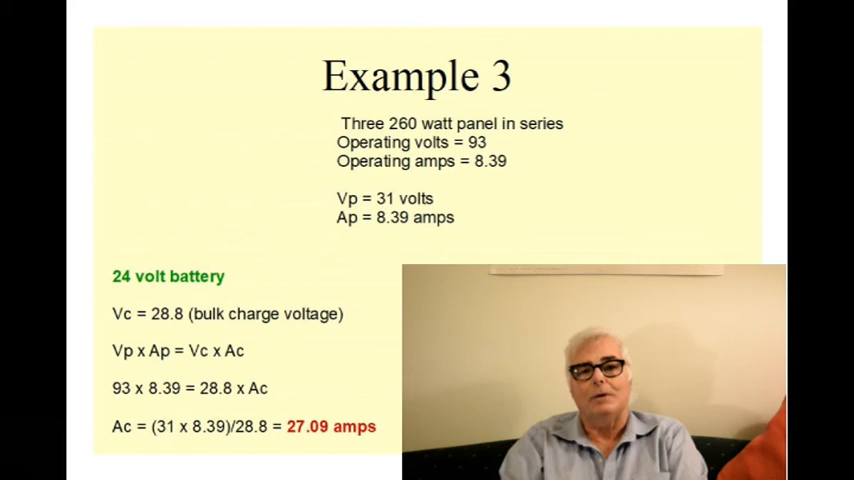 Example 3
Three 260 watt panel in series
Operating volts = 93
Operating amps = 8.39
Vp = 31 volts
Ap = 8.39 amps
24 volt battery
Vc = 28.8 (bulk charge voltage)
Vp x Ap = Vc x Ac
93 x 8.39 = 28.8 x Ac
Ac = (31 x 8.39)/28.8 = 27.09 amps